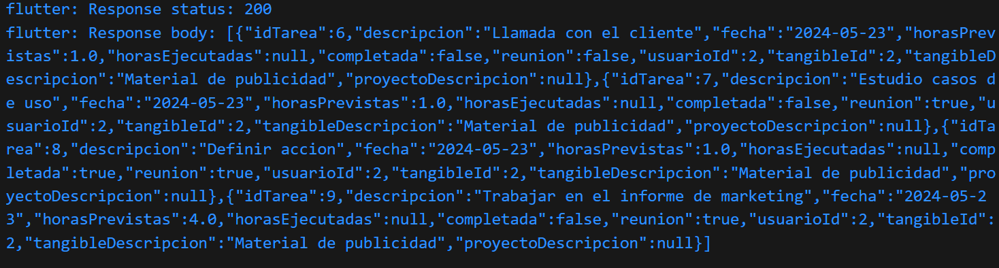 flutter: Response status: 200
flutter: Response body: [{"idTarea":6,"descripcion":"Llamada con el cliente","fecha":"2024-05-23","horasPrev
istas":1.0,"horasEjecutadas":null,"completada":false,"reunion":false,"usuarioId":2,"tangibleId":2,"tangibleD
escripcion":"Material de publicidad","proyectoDescripcion":null},{"idTarea":7,"descripcion":"Estudio casos d
e uso","fecha":"2024-05-23","horasPrevistas":1.0,"horasEjecutadas":null,"completada":false,"reunion":true,"u
suarioId":2,"tangibleId":2,"tangibleDescripcion":"Material de publicidad","proyectoDescripcion":null},{"idTa
rea":8,"descripcion":"Definir accion","fecha":"2024-05-23","horasPrevistas":1.0,"horasEjecutadas":null,"comp
letada":true,"reunion":true,"usuarioId":2,"tangibleId":2,"tangibleDescripcion":"Material de publicidad","pro
yectoDescripcion":null},{"idTarea":9,"descripcion":"Trabajar en el informe de marketing","fecha":"2024-05-2
3","horasPrevistas":4.0,"horasEjecutadas":null,"completada":false,"reunion":true,"usuarioId":2,"tangibleId":
2,"tangibleDescripcion":"Material de publicidad","proyectoDescripcion":null}]